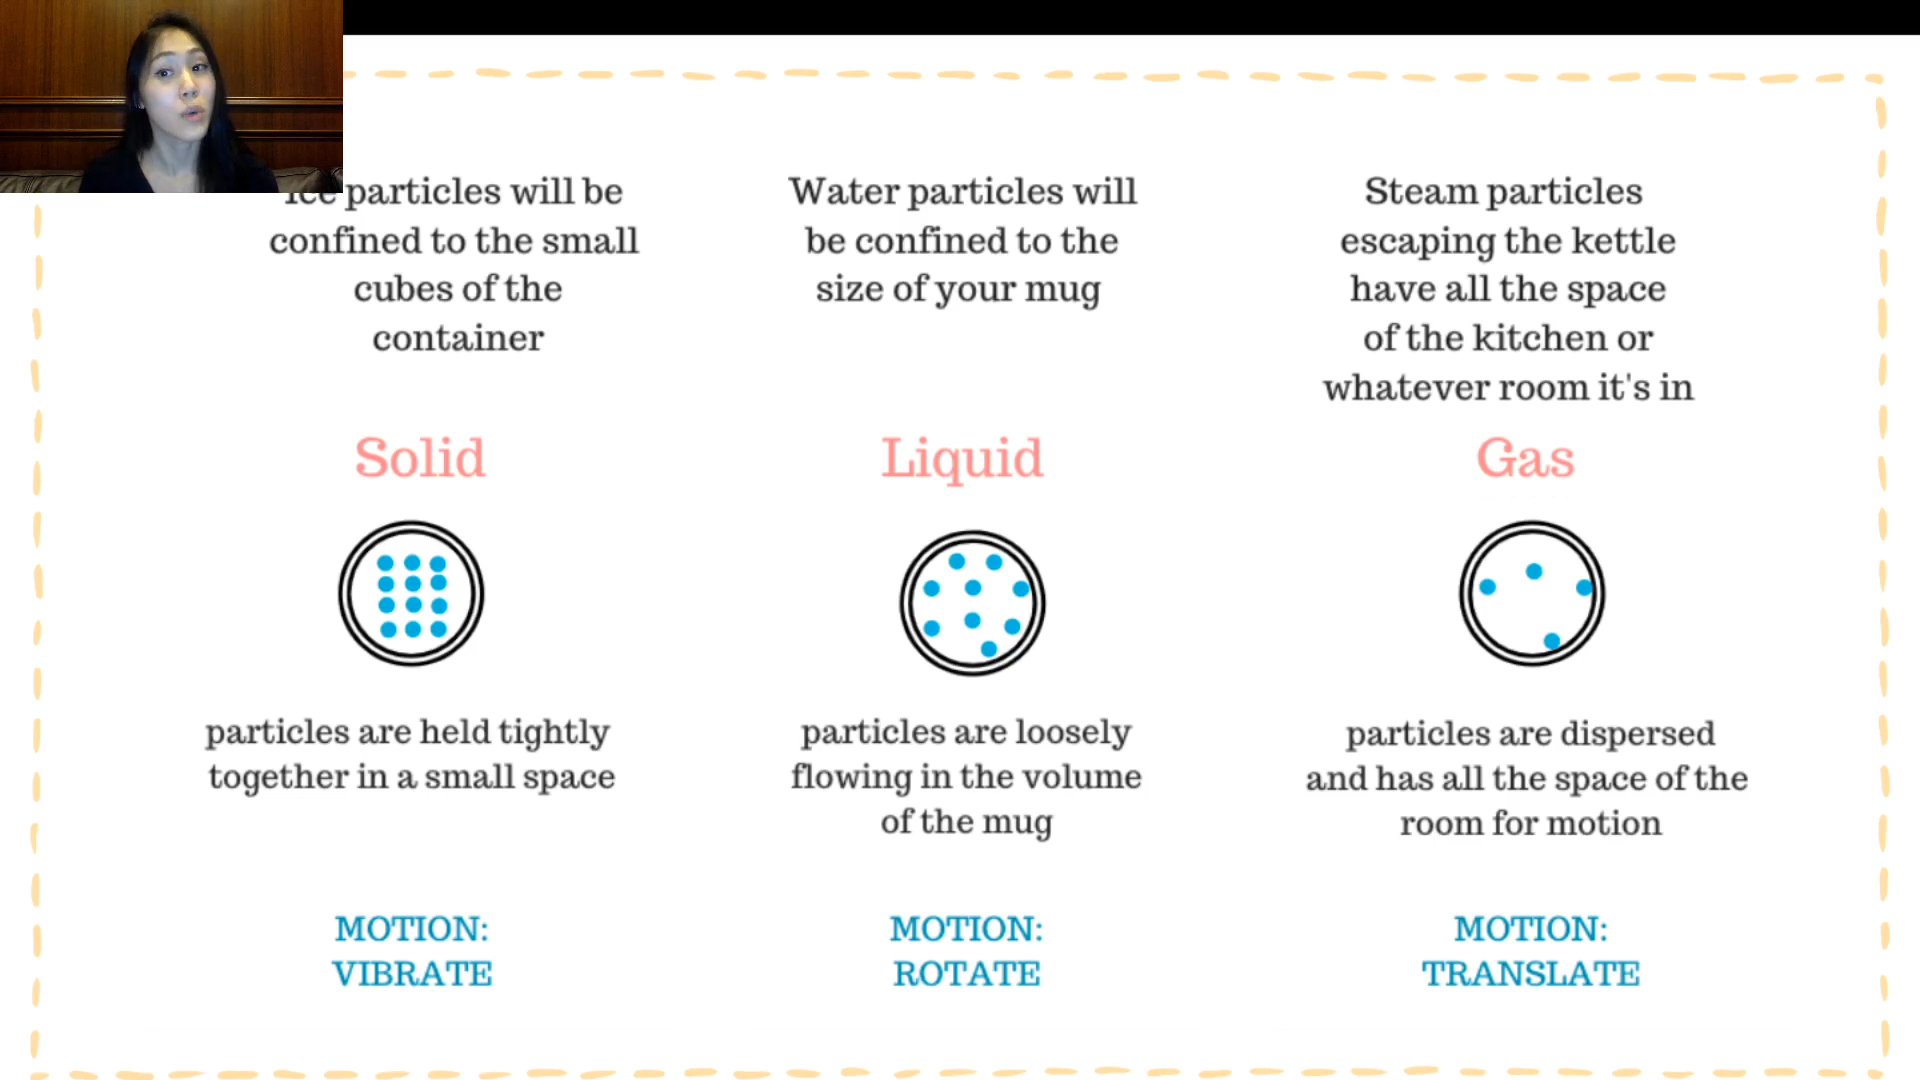 Ice particles will be
confined to the small
cubes of the
container
Water particles will
be confined to the
size of your mug
Steam particles
escaping the kettle
have all the space
of the kitchen or
whatever room it's in
Solid
Liquid
Gas
particles are held tightly
together in a small space
particles are loosely
flowing in the volume
of the mug
particles are dispersed
and has all the space of the
room for motion
MOTION:
VIBRATE
MOTION:
ROTATE
MOTION:
TRANSLATE